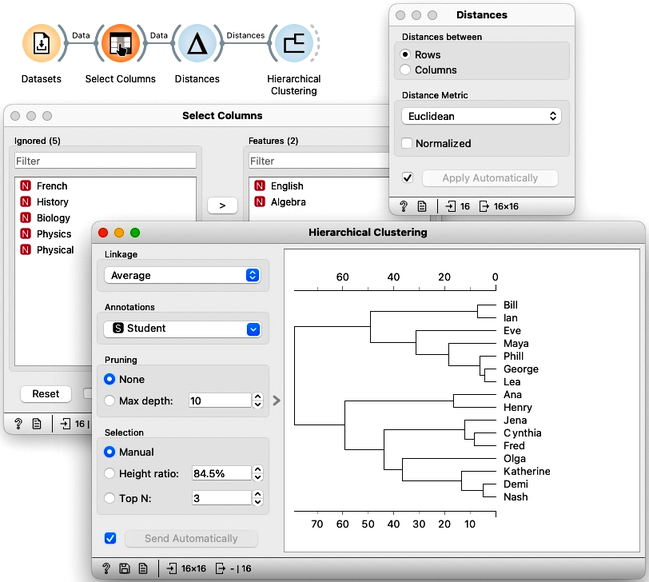 Data
Data
Distances
Datasets
Select Columns
Distances
Hierarchical
Clustering
Distances
Distances between
Rows
Columns
Distance Metric
Euclidean
Normalized
Apply Automatically
? 16 16×16
Select Columns
Ignored (5)
Filter
N French
N History
N Biology
N Physics
N Physical
>
Features (2)
Filter
N English
N Algebra
Reset
? 16 |
Hierarchical Clustering
Linkage
Average
Annotations
S Student
Pruning
None
Max depth: 10
Selection
Manual
Height ratio: 84.5%
Top N: 3
Send Automatically
? 16×16 - | 16
60 40 20 0
Bill
Ian
Eve
Maya
Phill
George
Lea
Ana
Henry
Jena
Cynthia
Fred
Olga
Katherine
Demi
Nash
70 60 50 40 30 20 10